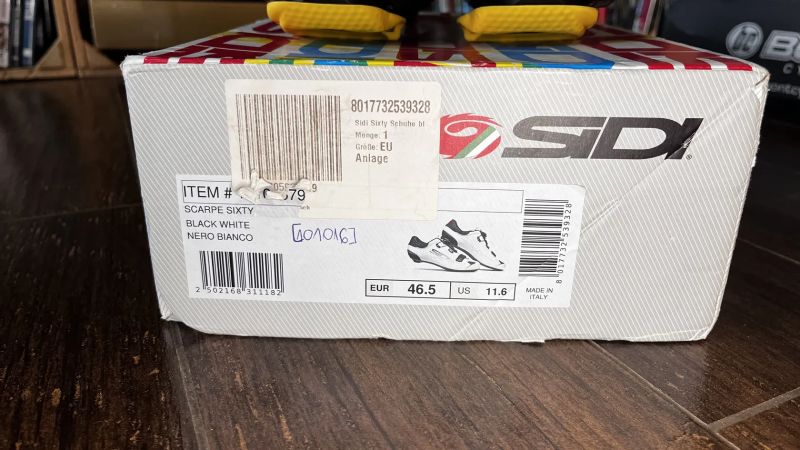 8017732539328
Sidi Sixty Schuhe bl
Menge: 1
Größe: EU
Anlage
SIDI
ITEM #
SCARPE SIXTY
BLACK WHITE
NERO BIANCO
[101016]
2 502168 311182
EUR 46.5 US 11.6
MADE IN
ITALY
8 017732 539328